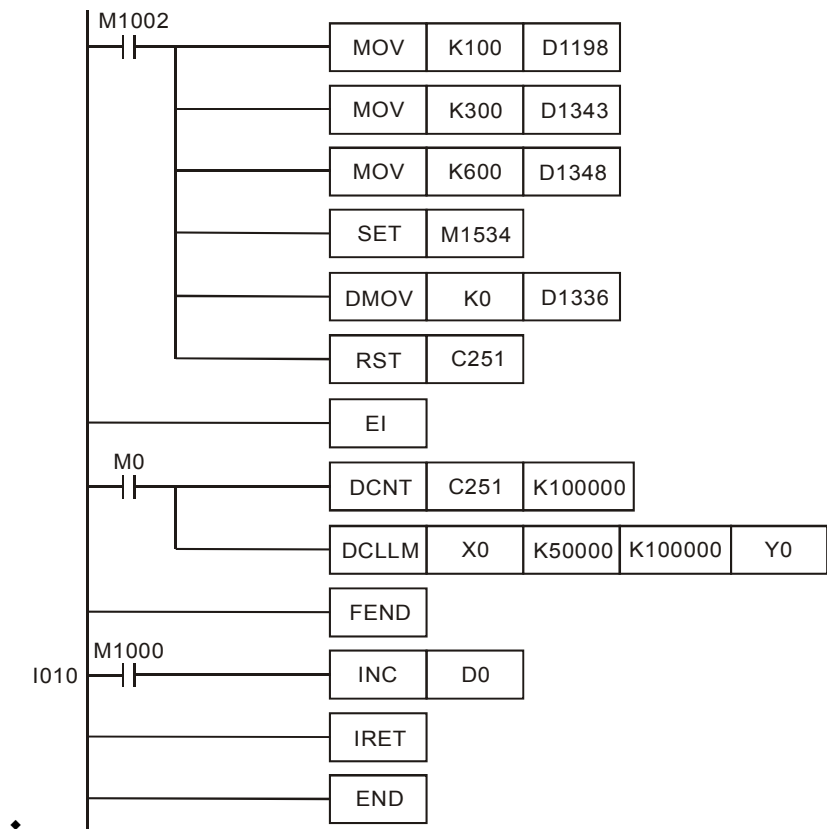 M1002
MOV K100 D1198
MOV K300 D1343
MOV K600 D1348
SET M1534
DMOV K0 D1336
RST C251
EI
M0
DCNT C251 K100000
DCLLM X0 K50000 K100000 Y0
FEND
M1000
I010 INC D0
IRET
END